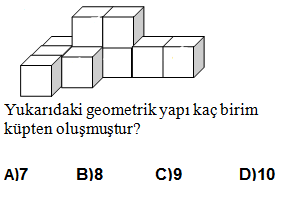 Yukarıdaki geometrik yapı kaç birim
küpten oluşmuştur?
A)7 B)8 C)9 D)10